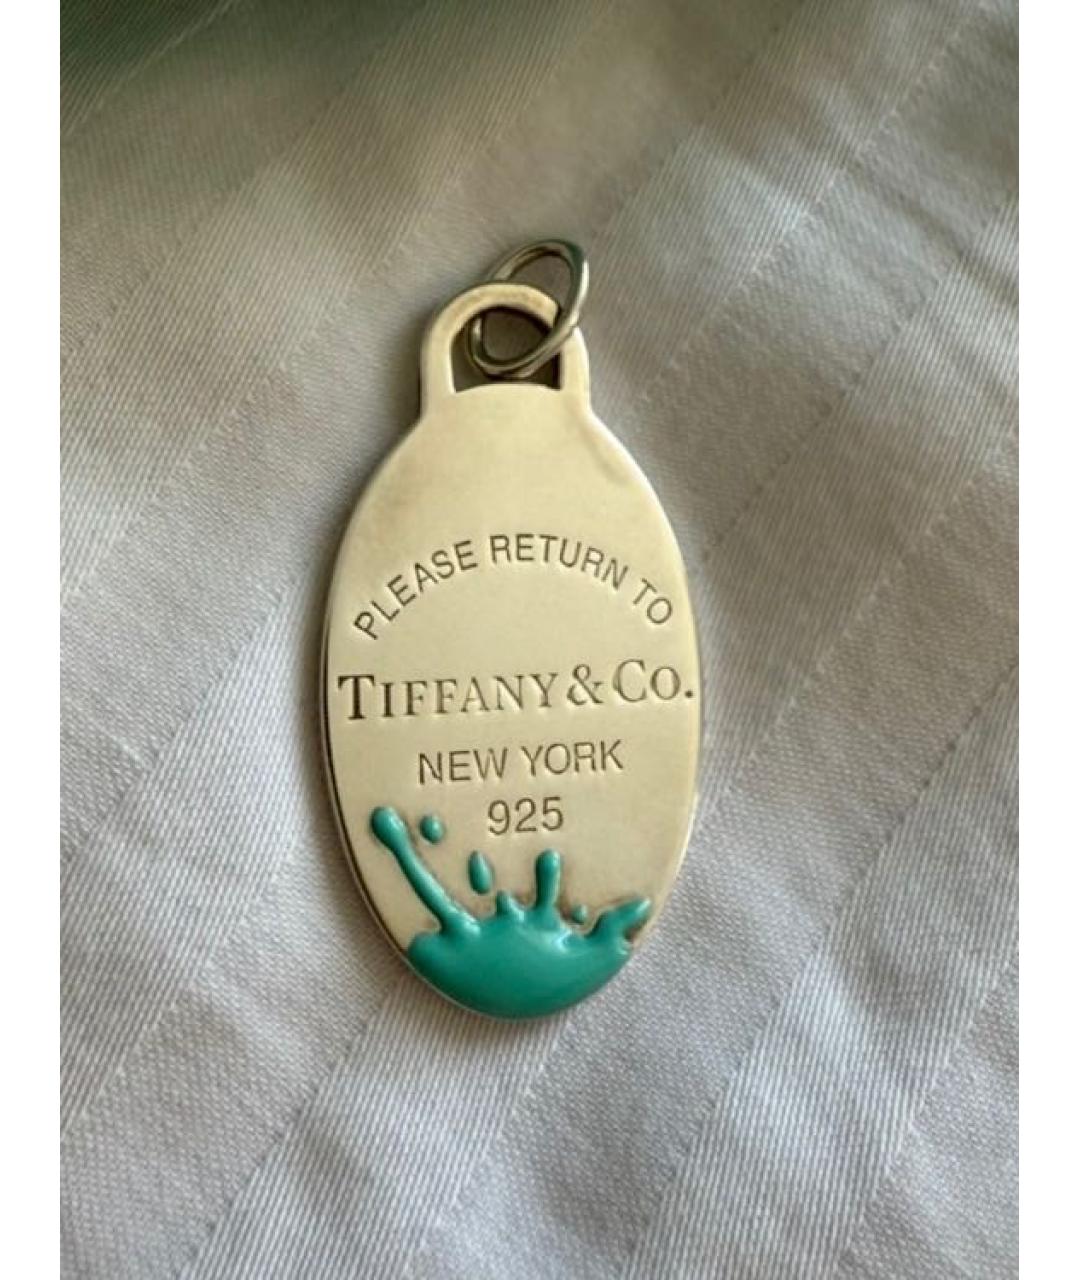 PLEASE RETURN TO
TIFFANY & CO.
NEW YORK
925